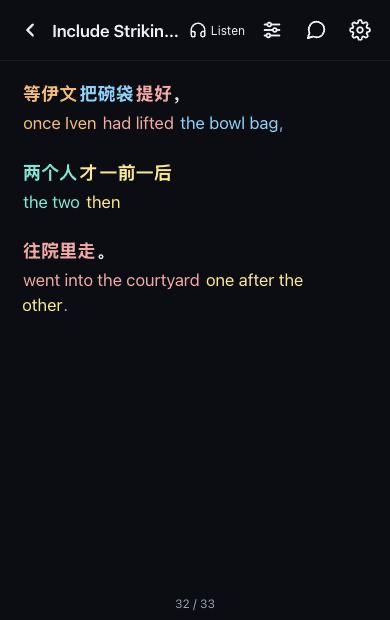 Include Strikin... Listen
等伊文把碗袋提好，
once Iven had lifted the bowl bag,
两个人才一前一后
the two then
往院里走。
went into the courtyard one after the
other.
32 / 33